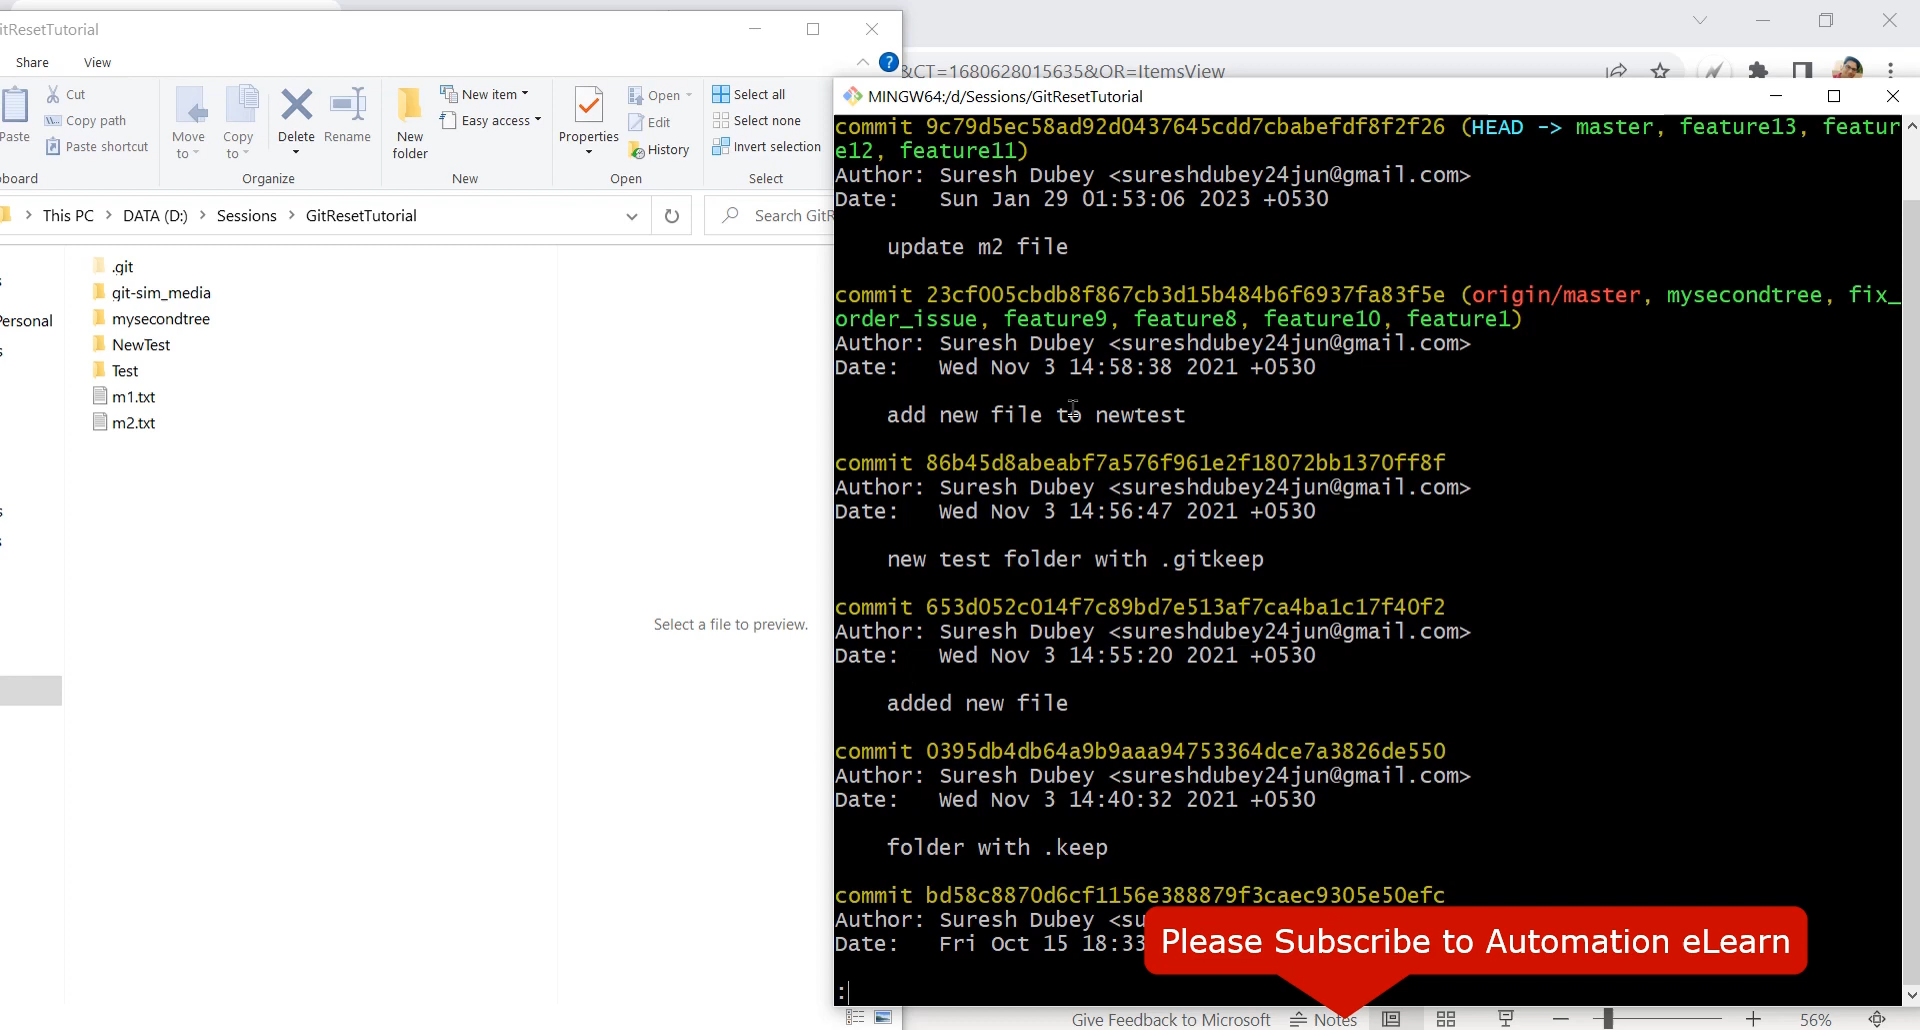 itResetTutorial
Share
View
Cut
Copy path
Paste shortcut
Paste
Move to
Copy to
Delete
Rename
New folder
New item
Easy access
Properties
Open
Edit
History
Select all
Select none
Invert selection
board
Organize
New
Open
Select
This PC > DATA (D:) > Sessions > GitResetTutorial
Search GitR
ersonal
.git
git-sim_media
mysecondtree
NewTest
Test
m1.txt
m2.txt
Select a file to preview.
&CT=1680628015635&OR=ItemsView
MINGW64:/d/Sessions/GitResetTutorial
commit 9c79d5ec58ad92d0437645cdd7cbabefdf8f2f26 (HEAD -> master, feature13, featur
e12, feature11)
Author: Suresh Dubey <sureshdubey24jun@gmail.com>
Date:   Sun Jan 29 01:53:06 2023 +0530
update m2 file
commit 23cf005cbdb8f867cb3d15b484b6f6937fa83f5e (origin/master, mysecondtree, fix_
order_issue, feature9, feature8, feature10, feature1)
Author: Suresh Dubey <sureshdubey24jun@gmail.com>
Date:   Wed Nov 3 14:58:38 2021 +0530
add new file to newtest
commit 86b45d8abeabf7a576f961e2f18072bb1370ff8f
Author: Suresh Dubey <sureshdubey24jun@gmail.com>
Date:   Wed Nov 3 14:56:47 2021 +0530
new test folder with .gitkeep
commit 653d052c014f7c89bd7e513af7ca4ba1c17f40f2
Author: Suresh Dubey <sureshdubey24jun@gmail.com>
Date:   Wed Nov 3 14:55:20 2021 +0530
added new file
commit 0395db4db64a9b9aaa94753364dce7a3826de550
Author: Suresh Dubey <sureshdubey24jun@gmail.com>
Date:   Wed Nov 3 14:40:32 2021 +0530
folder with .keep
commit bd58c8870d6cf1156e388879f3caec9305e50efc
Author: Suresh Dubey <su
Date:   Fri Oct 15 18:33
:
Please Subscribe to Automation eLearn
Give Feedback to Microsoft
Notes
56%